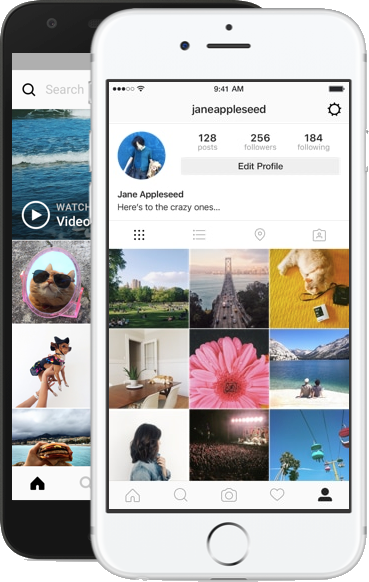 Search
WATCH
Video
9:41 AM
janeappleseed
128
256
184
posts
followers
following
Edit Profile
Jane Appleseed
Here's to the crazy ones...